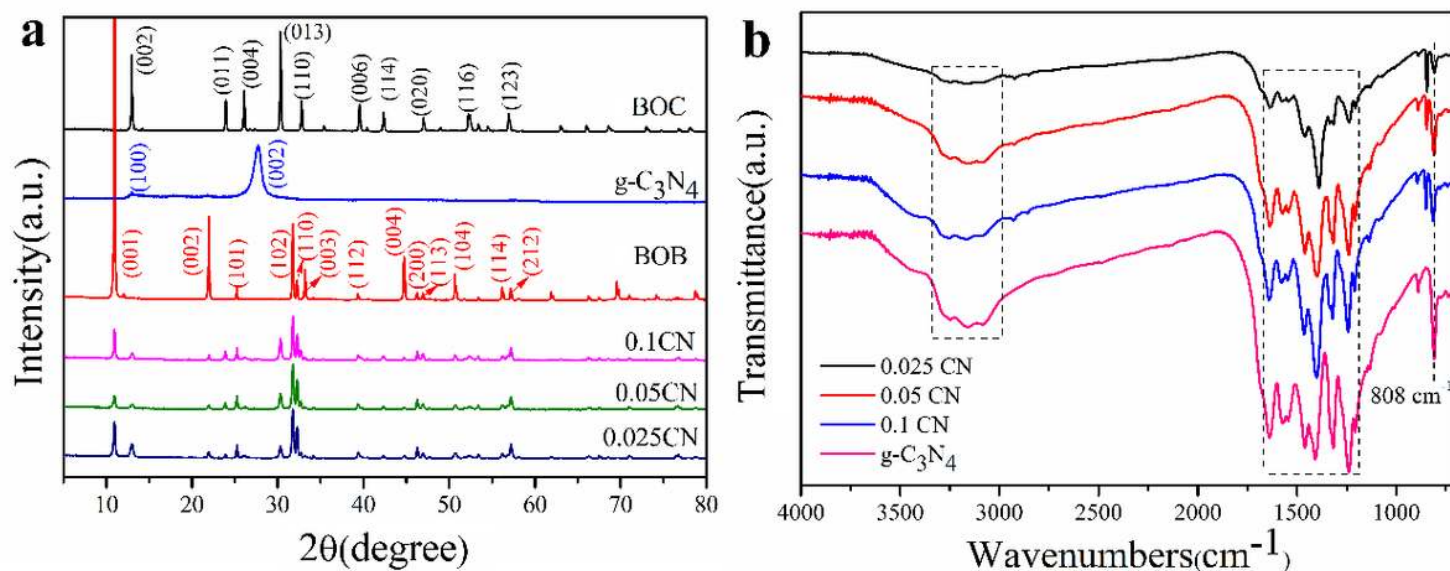 a
Intensity(a.u.)
(002)
(011)
(004)
(013)
(110)
(006)
(114)
(020)
(116)
(123)
BOC
(100)
(002)
g-C3N4
(001)
(002)
(101)
(102)
(110)
(003)
(112)
(004)
(200)
(113)
(104)
(114)
(212)
BOB
0.1CN
0.05CN
0.025CN
10 20 30 40 50 60 70 80
2θ(degree)
b
Transmittance(a.u.)
0.025 CN
0.05 CN
0.1 CN
g-C3N4
808 cm-1
4000 3500 3000 2500 2000 1500 1000
Wavenumbers(cm-1)